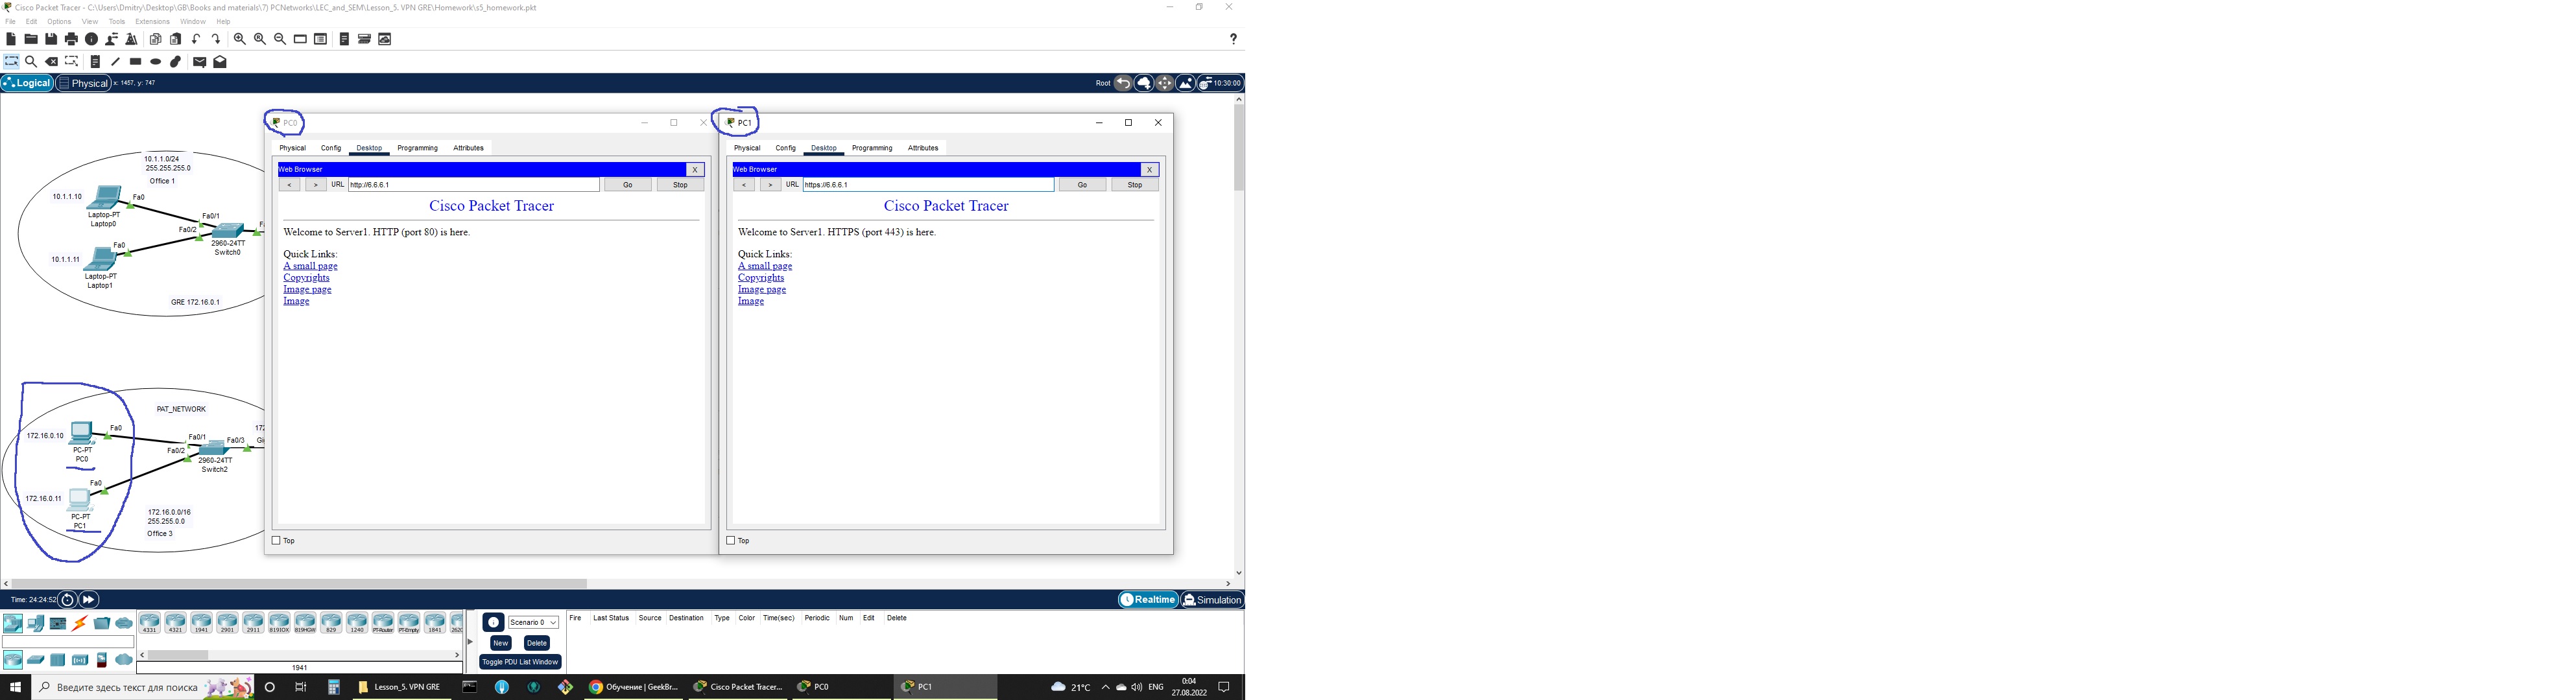 Cisco Packet Tracer - C:\Users\Dmitry\Desktop\GB\Books and materials\7) PCNetworks\LEC_and_SEM\Lesson_5. VPN GRE\Homework\s5_homework.pkt
File Edit Options View Tools Extensions Window Help
?
Logical Physical x: 1457, y: 747
Root 10:30:00
10.1.1.0/24
255.255.255.0
Office 1
10.1.1.10
Fa0
Laptop-PT
Laptop0
Fa0/1
Fa0/2
2960-24TT
Switch0
10.1.1.11
Fa0
Laptop-PT
Laptop1
GRE 172.16.0.1
PAT_NETWORK
172.16.0.10
Fa0
PC-PT
PC0
Fa0/1
Fa0/2
Fa0/3
2960-24TT
Switch2
172.16.0.11
Fa0
PC-PT
PC1
172.16.0.0/16
255.255.0.0
Office 3
PC0
Physical Config Desktop Programming Attributes
Web Browser X
< > URL http://6.6.6.1 Go Stop
Cisco Packet Tracer
Welcome to Server1. HTTP (port 80) is here.
Quick Links:
A small page
Copyrights
Image page
Image
Top
PC1
Physical Config Desktop Programming Attributes
Web Browser X
< > URL https://6.6.6.1 Go Stop
Cisco Packet Tracer
Welcome to Server1. HTTPS (port 443) is here.
Quick Links:
A small page
Copyrights
Image page
Image
Top
Time: 24:24:52
Realtime Simulation
4331 4321 1941 2901 2911 819IOX 819HGW 829 1240 PT-Router PT-Empty 1841
1941
Scenario 0
New Delete
Toggle PDU List Window
Fire Last Status Source Destination Type Color Time(sec) Periodic Num Edit Delete
Введите здесь текст для поиска
Lesson_5. VPN GRE
Обучение | GeekBr...
Cisco Packet Tracer...
PC0
PC1
21°C
ENG
0:04
27.08.2022